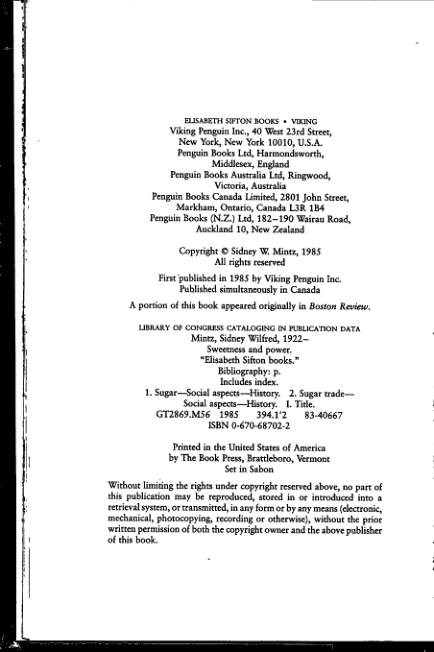 ELISABETH SIFTON BOOKS • VIKING
Viking Penguin Inc., 40 West 23rd Street,
New York, New York 10010, U.S.A.
Penguin Books Ltd, Harmondsworth,
Middlesex, England
Penguin Books Australia Ltd, Ringwood,
Victoria, Australia
Penguin Books Canada Limited, 2801 John Street,
Markham, Ontario, Canada L3R 1B4
Penguin Books (N.Z.) Ltd, 182–190 Wairau Road,
Auckland 10, New Zealand
Copyright © Sidney W. Mintz, 1985
All rights reserved
First published in 1985 by Viking Penguin Inc.
Published simultaneously in Canada
A portion of this book appeared originally in Boston Review.
LIBRARY OF CONGRESS CATALOGING IN PUBLICATION DATA
Mintz, Sidney Wilfred, 1922–
Sweetness and power.
"Elisabeth Sifton books."
Bibliography: p.
Includes index.
1. Sugar—Social aspects—History. 2. Sugar trade—
Social aspects—History. I. Title.
GT2869.M56 1985 394.1'2 83-40667
ISBN 0-670-68702-2
Printed in the United States of America
by The Book Press, Brattleboro, Vermont
Set in Sabon
Without limiting the rights under copyright reserved above, no part of
this publication may be reproduced, stored in or introduced into a
retrieval system, or transmitted, in any form or by any means (electronic,
mechanical, photocopying, recording or otherwise), without the prior
written permission of both the copyright owner and the above publisher
of this book.